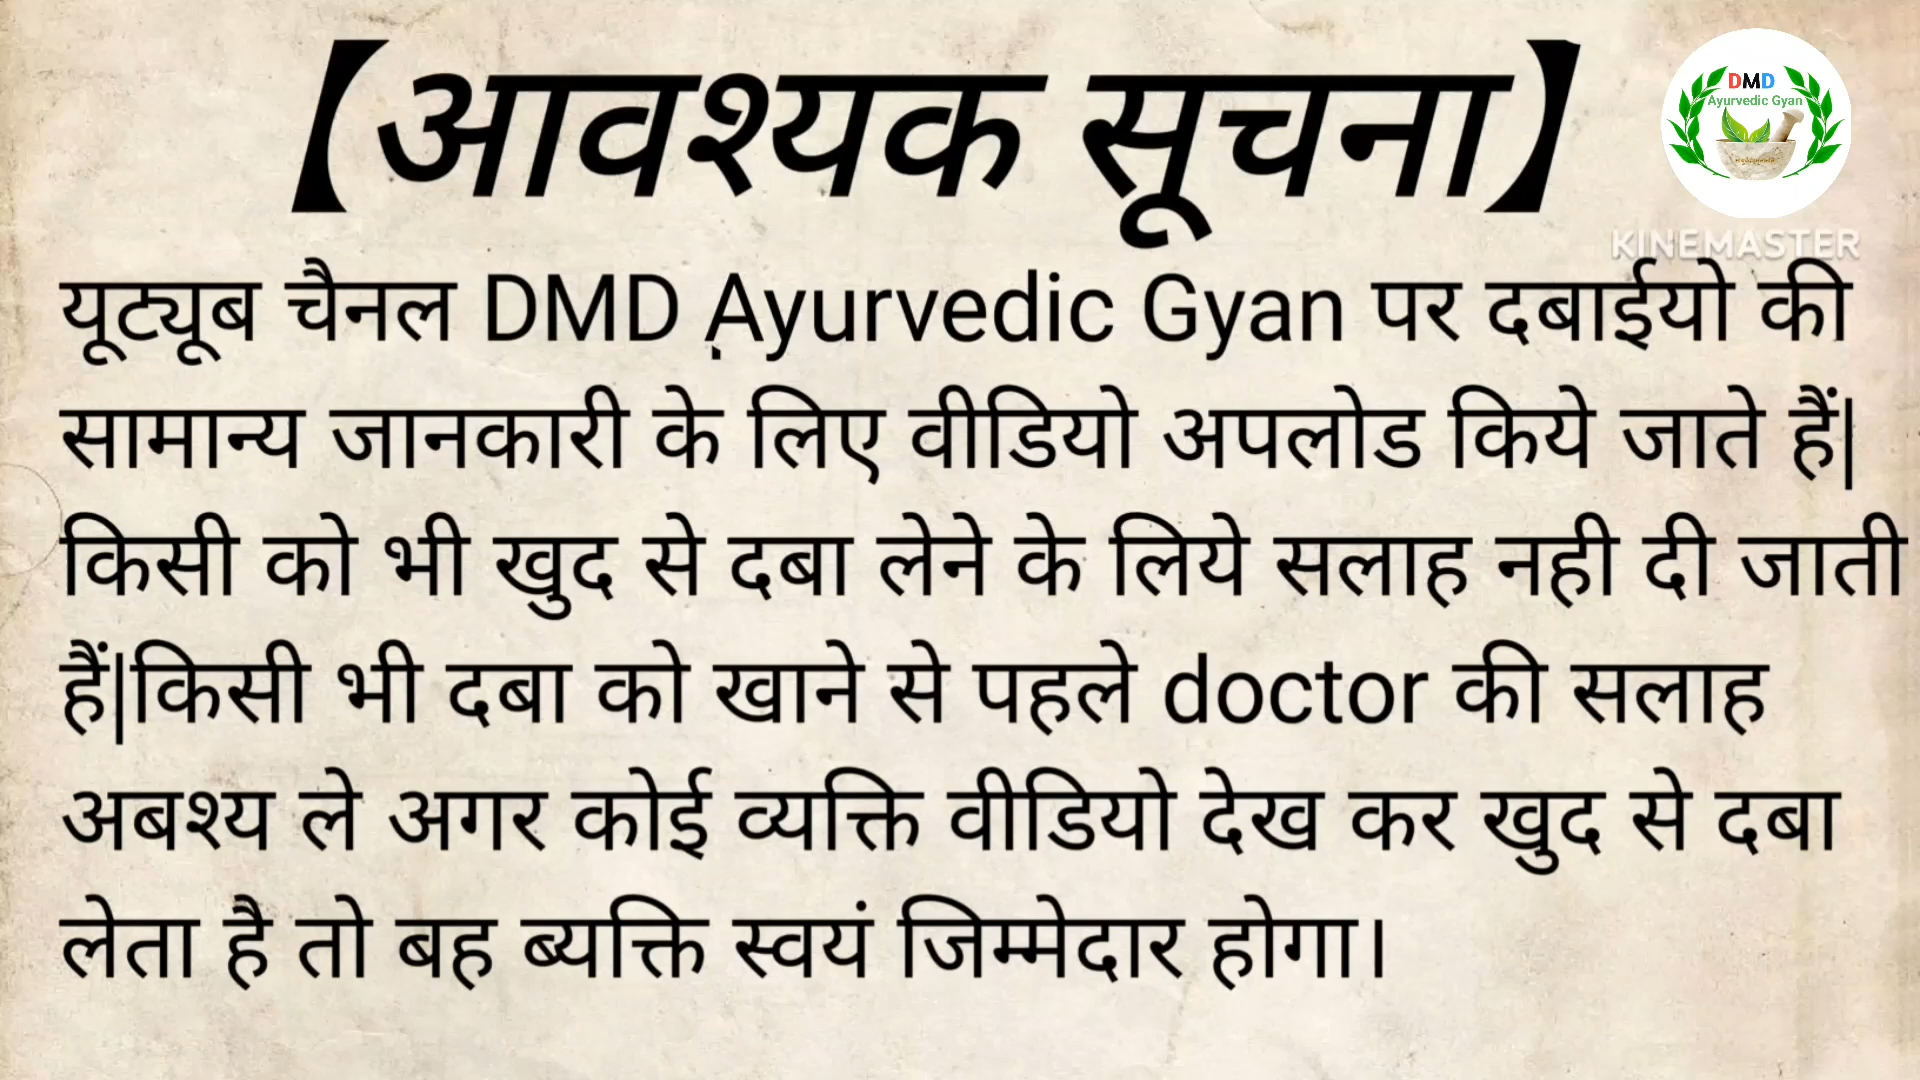 【आवश्यक सूचना】
DMD
Ayurvedic Gyan
KINEMASTER
यूट्यूब चैनल DMD Ayurvedic Gyan पर दबाईयो की
सामान्य जानकारी के लिए वीडियो अपलोड किये जाते हैं|
किसी को भी खुद से दबा लेने के लिये सलाह नही दी जाती
हैं|किसी भी दबा को खाने से पहले doctor की सलाह
अबश्य ले अगर कोई व्यक्ति वीडियो देख कर खुद से दबा
लेता है तो बह ब्यक्ति स्वयं जिम्मेदार होगा।